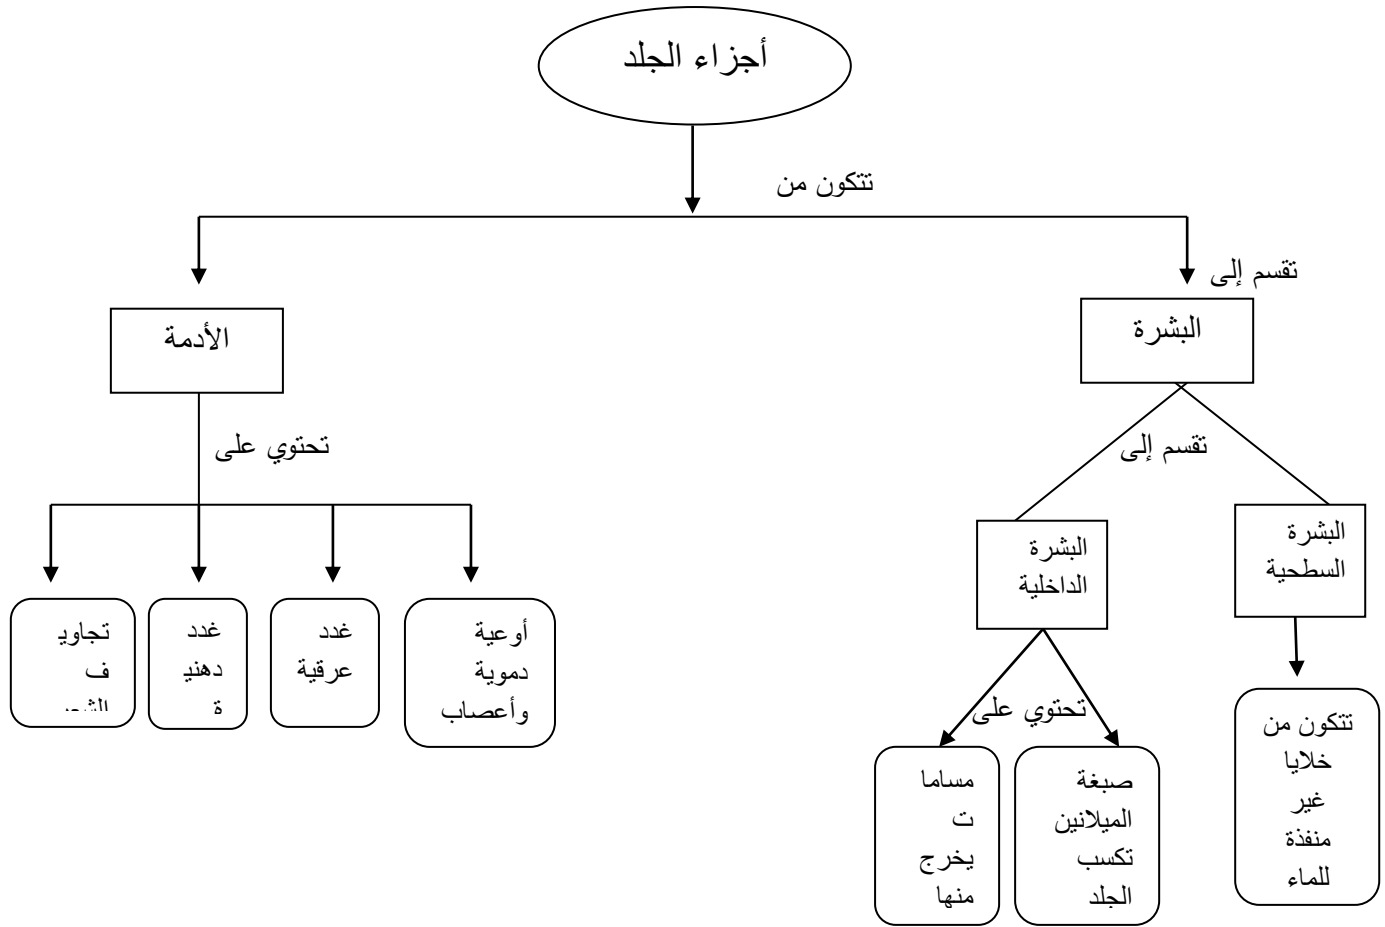 أجزاء الجلد
تتكون من
تقسم إلى
البشرة
الأدمة
تقسم إلى
تحتوي على
البشرة
السطحية
البشرة
الداخلية
أوعية
دموية
وأعصاب
غدد
عرقية
غدد
دهنيـ
ة
تجاويـ
ف
تحتوي على
تتكون من
خلايا
غير
منفذة
للماء
صبغة
الميلانين
تكسب
الجلد
مساما
ت
يخرج
منها